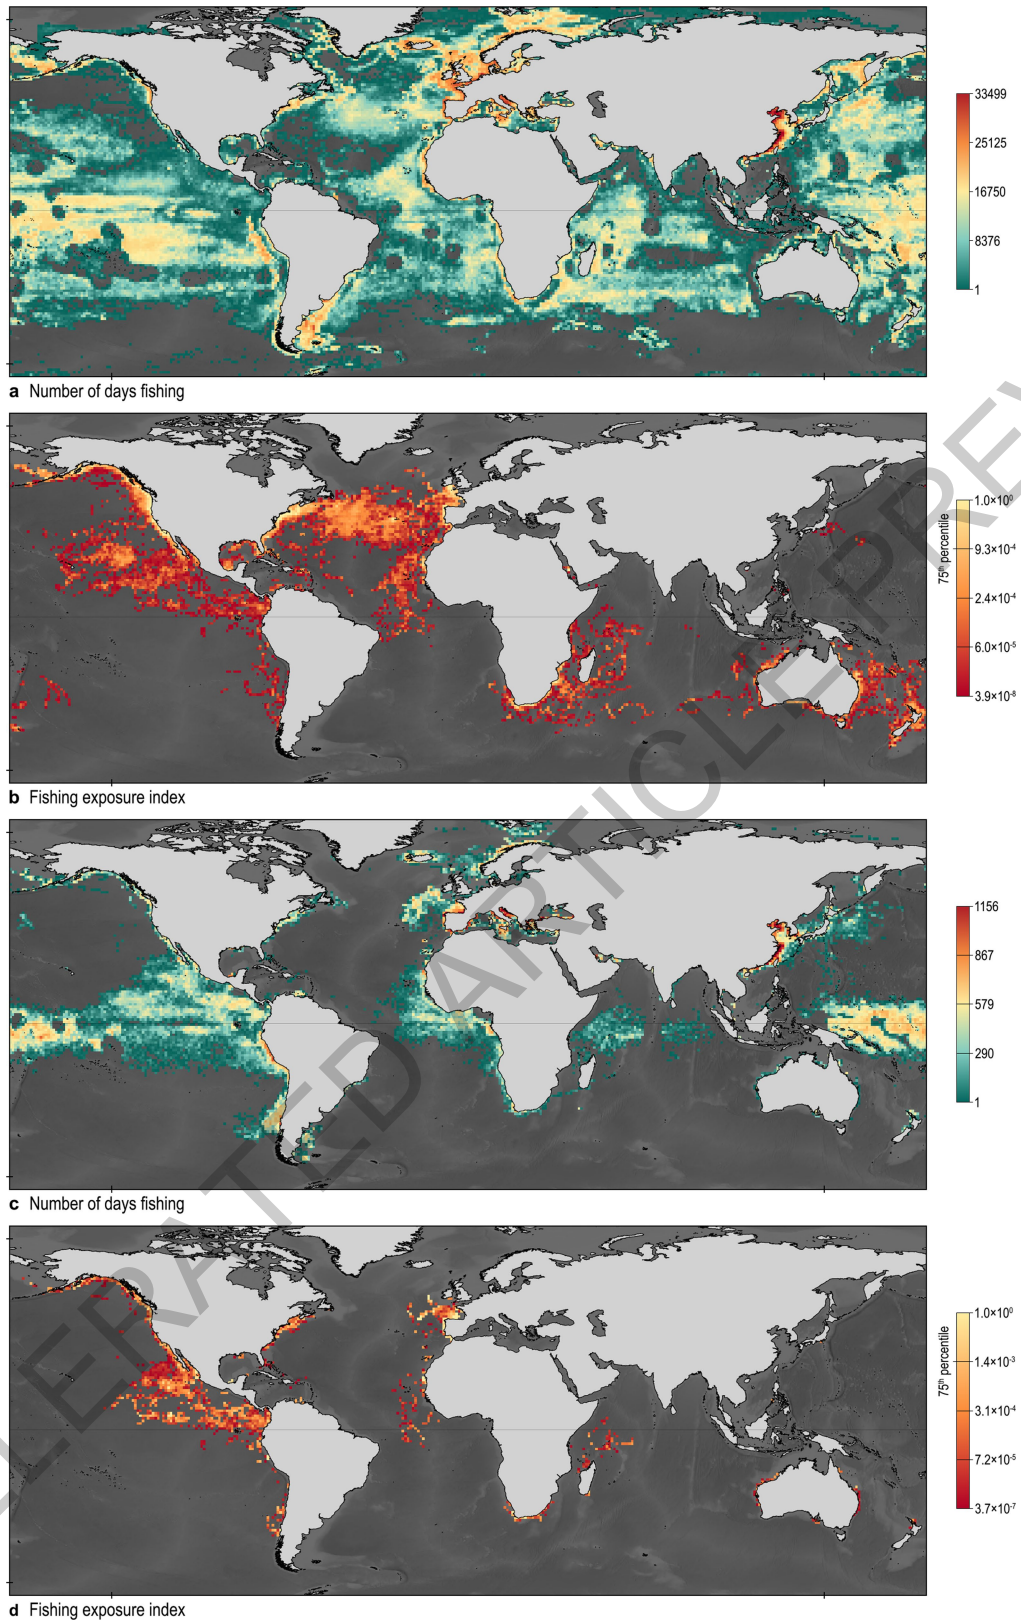 33499
25125
16750
8376
1
a Number of days fishing
75th percentile
1.0×10⁰
9.3×10⁻⁴
2.4×10⁻⁴
6.0×10⁻⁵
3.9×10⁻⁸
b Fishing exposure index
1156
867
579
290
1
c Number of days fishing
75th percentile
1.0×10⁰
1.4×10⁻³
3.1×10⁻⁴
7.2×10⁻⁵
3.7×10⁻⁷
d Fishing exposure index
LERATED ARTICLE PRE